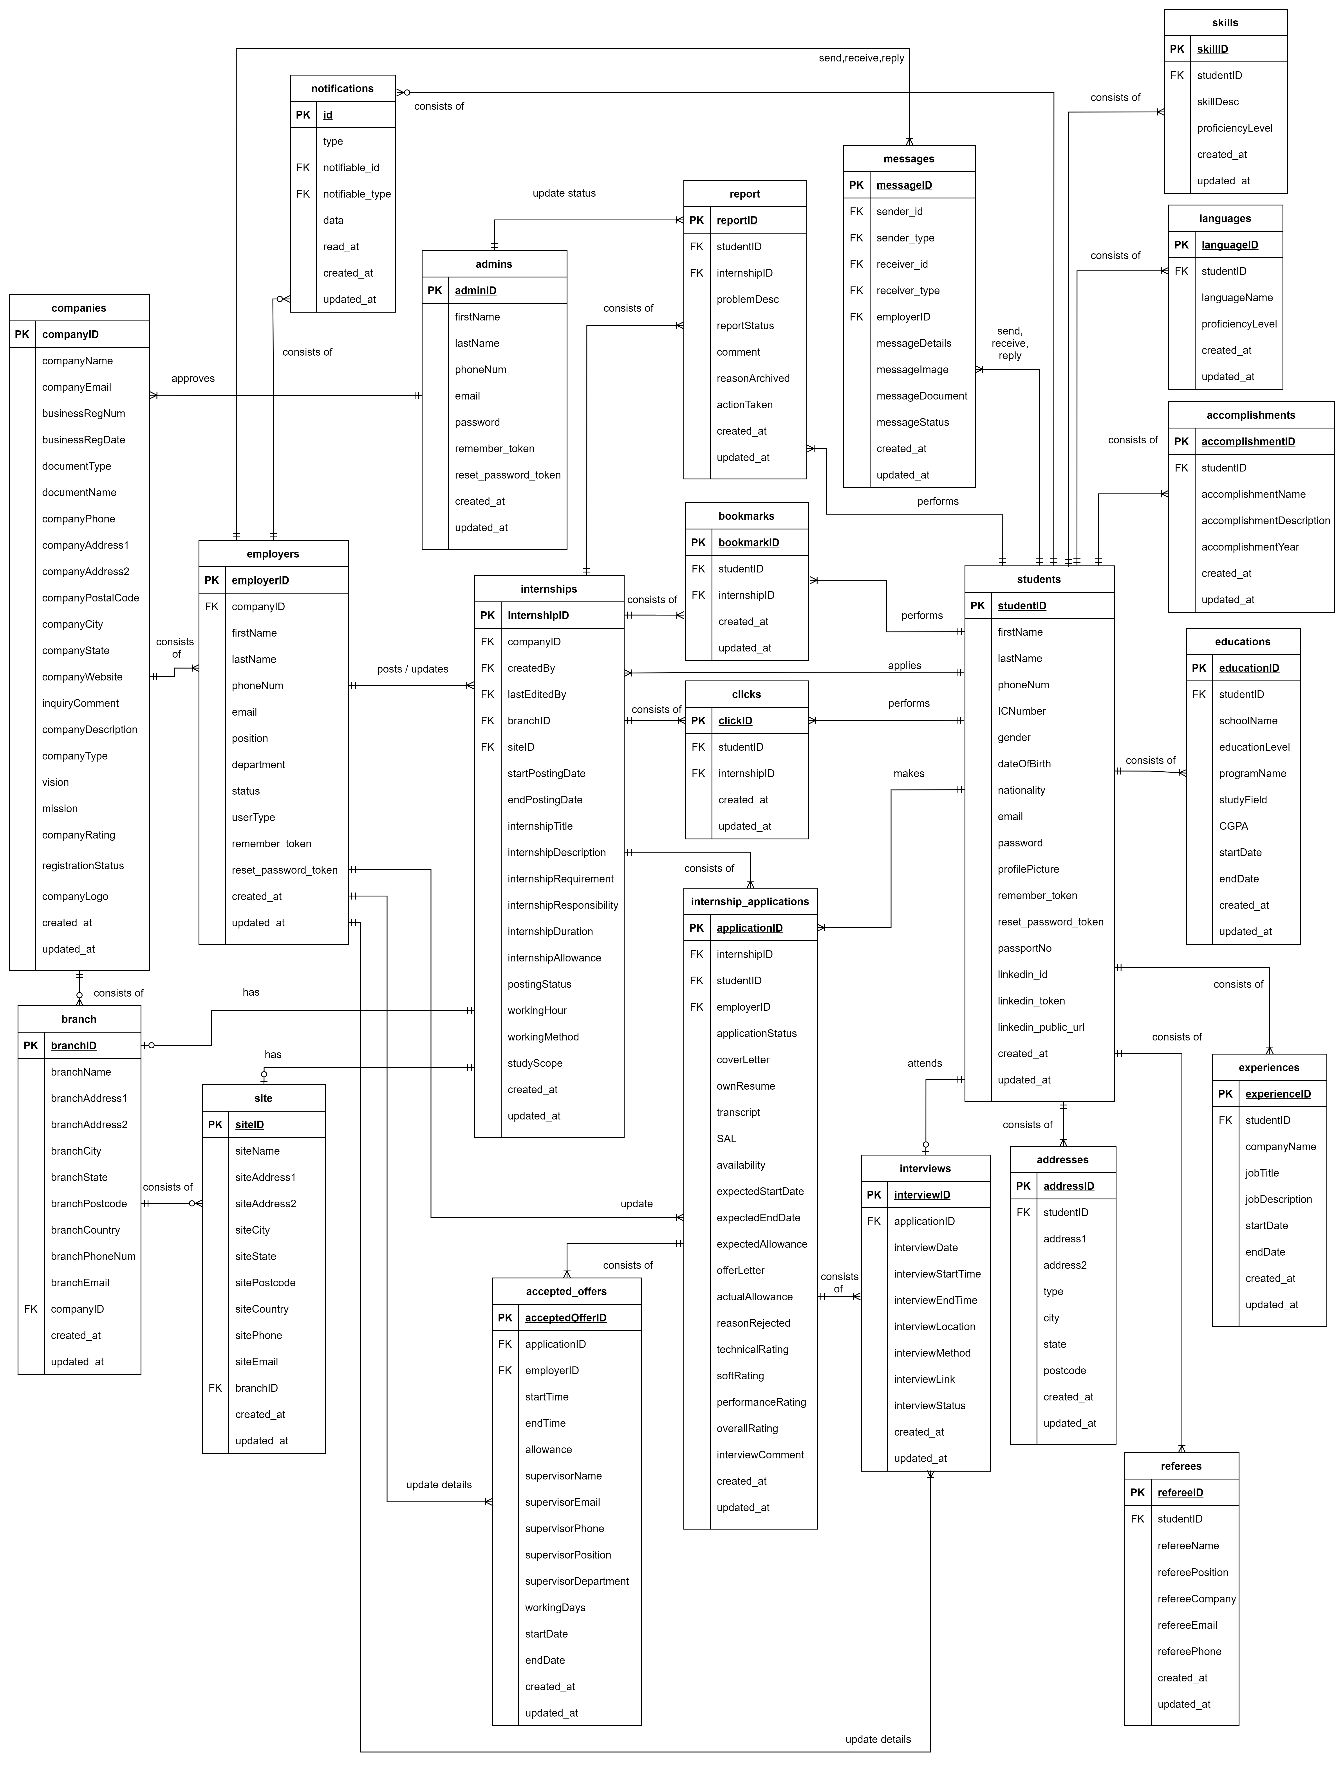 skills
PK skillID
FK studentID
skillDesc
proficiencyLevel
created_at
updated_at
consists of
send,receive,reply
notifications
PK id
type
FK notifiable_id
FK notifiable_type
data
read_at
created_at
updated_at
consists of
messages
PK messageID
FK sender_id
FK sender_type
FK receiver_id
FK receiver_type
FK employerID
messageDetails
messageImage
messageDocument
messageStatus
created_at
updated_at
update status
report
PK reportID
FK studentID
FK internshipID
problemDesc
reportStatus
comment
reasonArchived
actionTaken
created_at
updated_at
languages
PK languageID
FK studentID
languageName
proficiencyLevel
created_at
updated_at
consists of
admins
PK adminID
firstName
lastName
phoneNum
email
password
remember_token
reset_password_token
created_at
updated_at
consists of
send,
receive,
reply
companies
PK companyID
companyName
companyEmail
businessRegNum
businessRegDate
documentType
documentName
companyPhone
companyAddress1
companyAddress2
companyPostalCode
companyCity
companyState
companyWebsite
inquiryComment
companyDescription
companyType
vision
mission
companyRating
registrationStatus
companyLogo
created_at
updated_at
approves
consists of
accomplishments
PK accomplishmentID
FK studentID
accomplishmentName
accomplishmentDescription
accomplishmentYear
created_at
updated_at
consists of
performs
bookmarks
PK bookmarkID
FK studentID
FK internshipID
created_at
updated_at
employers
PK employerID
FK companyID
firstName
lastName
phoneNum
email
position
department
status
userType
remember_token
reset_password_token
created_at
updated_at
consists
of
posts / updates
internships
PK internshipID
FK companyID
FK createdBy
FK lastEditedBy
FK branchID
FK siteID
startPostingDate
endPostingDate
internshipTitle
internshipDescription
internshipRequirement
internshipResponsibility
internshipDuration
internshipAllowance
postingStatus
workingHour
workingMethod
studyScope
created_at
updated_at
consists of
performs
applies
consists of
clicks
PK clickID
FK studentID
FK internshipID
created_at
updated_at
performs
makes
students
PK studentID
firstName
lastName
phoneNum
ICNumber
gender
dateOfBirth
nationality
email
password
profilePicture
remember_token
reset_password_token
passportNo
linkedin_id
linkedin_token
linkedin_public_url
created_at
updated_at
educations
PK educationID
FK studentID
schoolName
educationLevel
programName
studyField
CGPA
startDate
endDate
created_at
updated_at
consists of
consists of
internship_applications
PK applicationID
FK internshipID
FK studentID
FK employerID
applicationStatus
coverLetter
ownResume
transcript
SAL
availability
expectedStartDate
expectedEndDate
expectedAllowance
offerLetter
actualAllowance
reasonRejected
technicalRating
softRating
performanceRating
overallRating
interviewComment
created_at
updated_at
consists of
has
branch
PK branchID
branchName
branchAddress1
branchAddress2
branchCity
branchState
branchPostcode
branchCountry
branchPhoneNum
branchEmail
FK companyID
created_at
updated_at
has
site
PK siteID
siteName
siteAddress1
siteAddress2
siteCity
siteState
sitePostcode
siteCountry
sitePhone
siteEmail
FK branchID
created_at
updated_at
consists of
consists of
consists of
experiences
PK experienceID
FK studentID
companyName
jobTitle
jobDescription
startDate
endDate
created_at
updated_at
attends
interviews
PK interviewID
FK applicationID
interviewDate
interviewStartTime
interviewEndTime
interviewLocation
interviewMethod
interviewLink
interviewStatus
created_at
updated_at
consists of
addresses
PK addressID
FK studentID
address1
address2
type
city
state
postcode
created_at
updated_at
update
consists of
consists
of
accepted_offers
PK acceptedOfferID
FK applicationID
FK employerID
startTime
endTime
allowance
supervisorName
supervisorEmail
supervisorPhone
supervisorPosition
supervisorDepartment
workingDays
startDate
endDate
created_at
updated_at
update details
referees
PK refereeID
FK studentID
refereeName
refereePosition
refereeCompany
refereeEmail
refereePhone
created_at
updated_at
update details